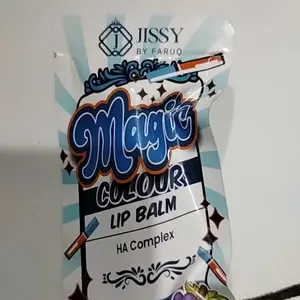 JISSY
BY FARUQ
Magic
COLOUR
LIP BALM
HA Complex